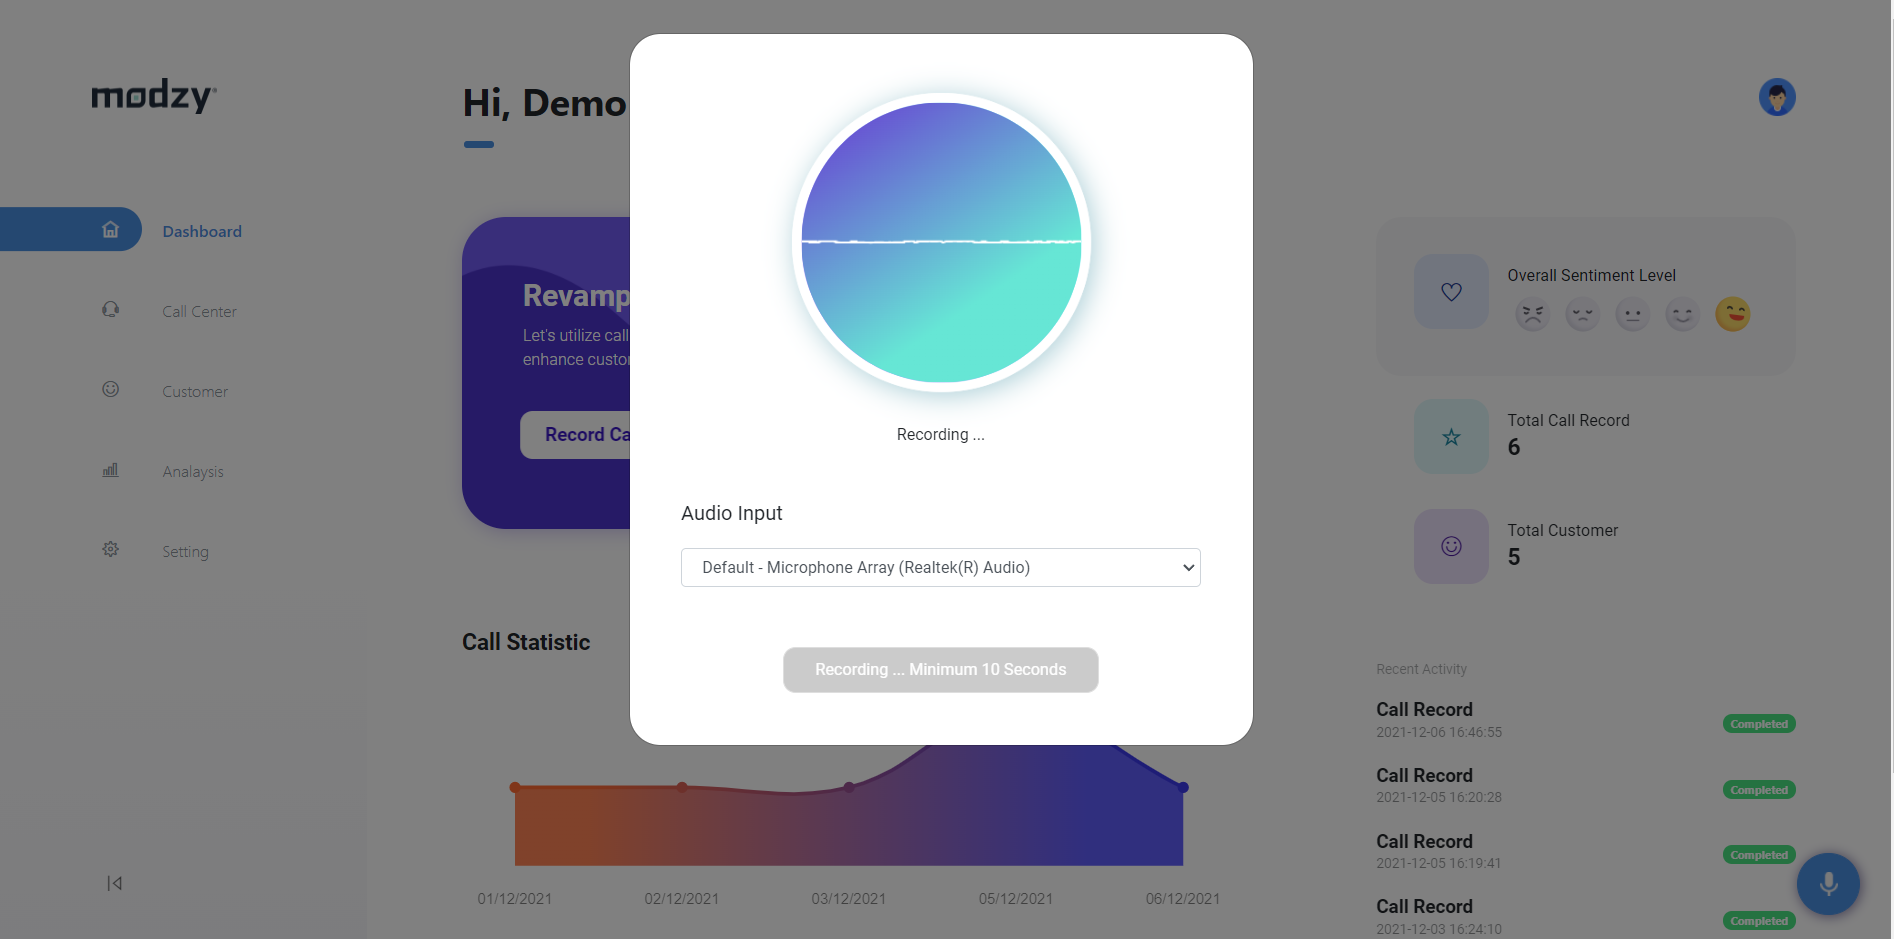 modzy
Hi, Demo
Dashboard
Call Center
Customer
Analaysis
Setting
Revamp
Let's utilize call
enhance custo
Record Ca
Recording ...
Audio Input
Default - Microphone Array (Realtek(R) Audio)
Recording ... Minimum 10 Seconds
Overall Sentiment Level
Total Call Record
6
Total Customer
5
Call Statistic
01/12/2021
02/12/2021
03/12/2021
05/12/2021
06/12/2021
Recent Activity
Call Record
2021-12-06 16:46:55
Completed
Call Record
2021-12-05 16:20:28
Completed
Call Record
2021-12-05 16:19:41
Completed
Call Record
2021-12-03 16:24:10
Completed